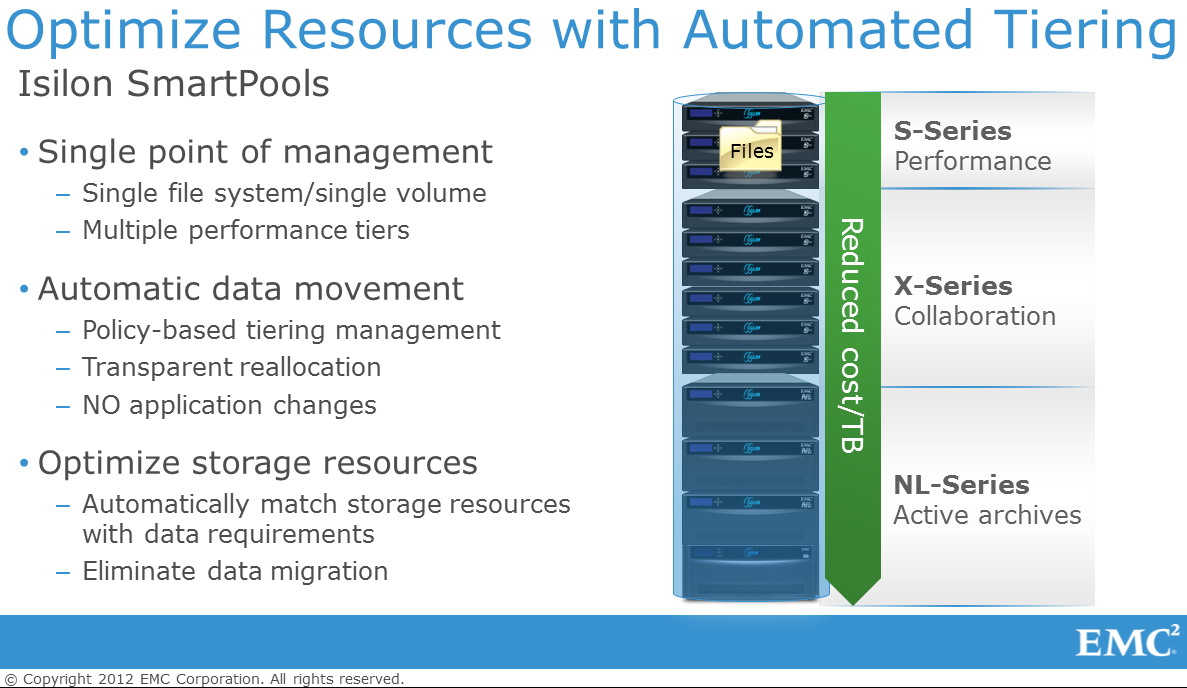 Optimize Resources with Automated Tiering
Isilon SmartPools
• Single point of management
– Single file system/single volume
– Multiple performance tiers
• Automatic data movement
– Policy-based tiering management
– Transparent reallocation
– NO application changes
• Optimize storage resources
– Automatically match storage resources
with data requirements
– Eliminate data migration
Files
Reduced cost/TB
S-Series
Performance
X-Series
Collaboration
NL-Series
Active archives
EMC²
© Copyright 2012 EMC Corporation. All rights reserved.